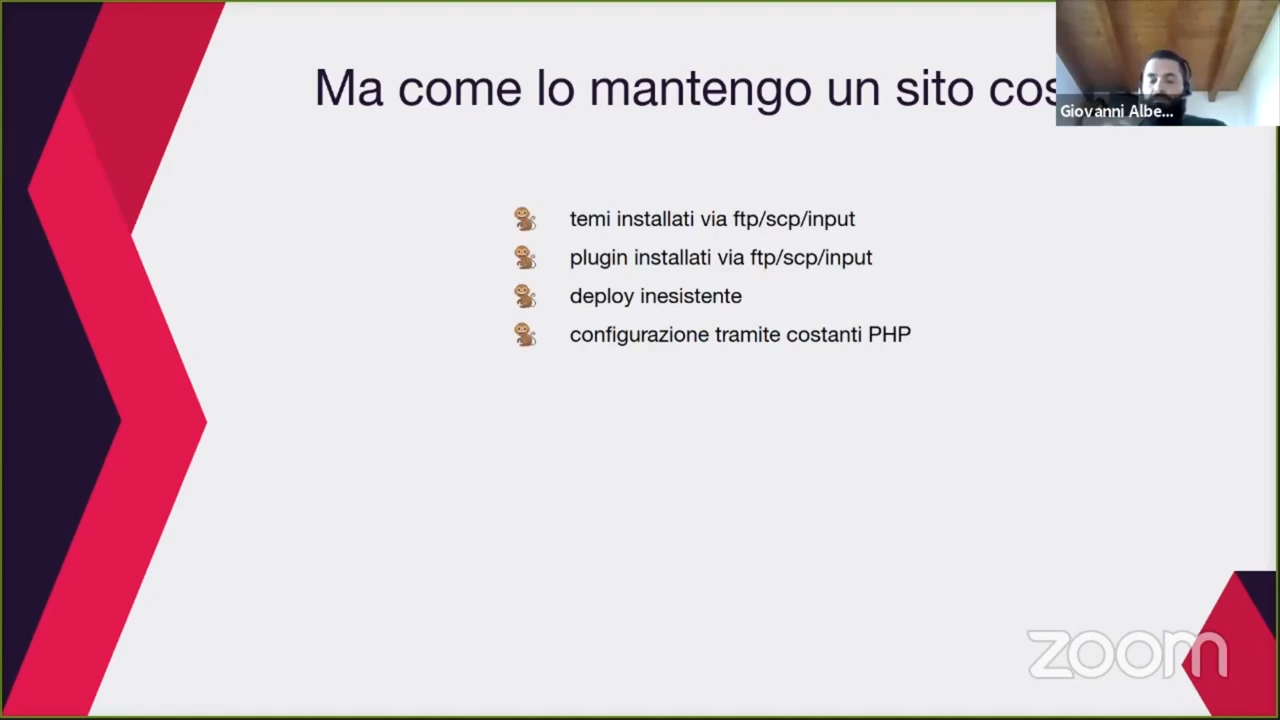 Ma come lo mantengo un sito
Giovanni Albe...
temi installati via ftp/scp/input
plugin installati via ftp/scp/input
deploy inesistente
configurazione tramite costanti PHP
zoom